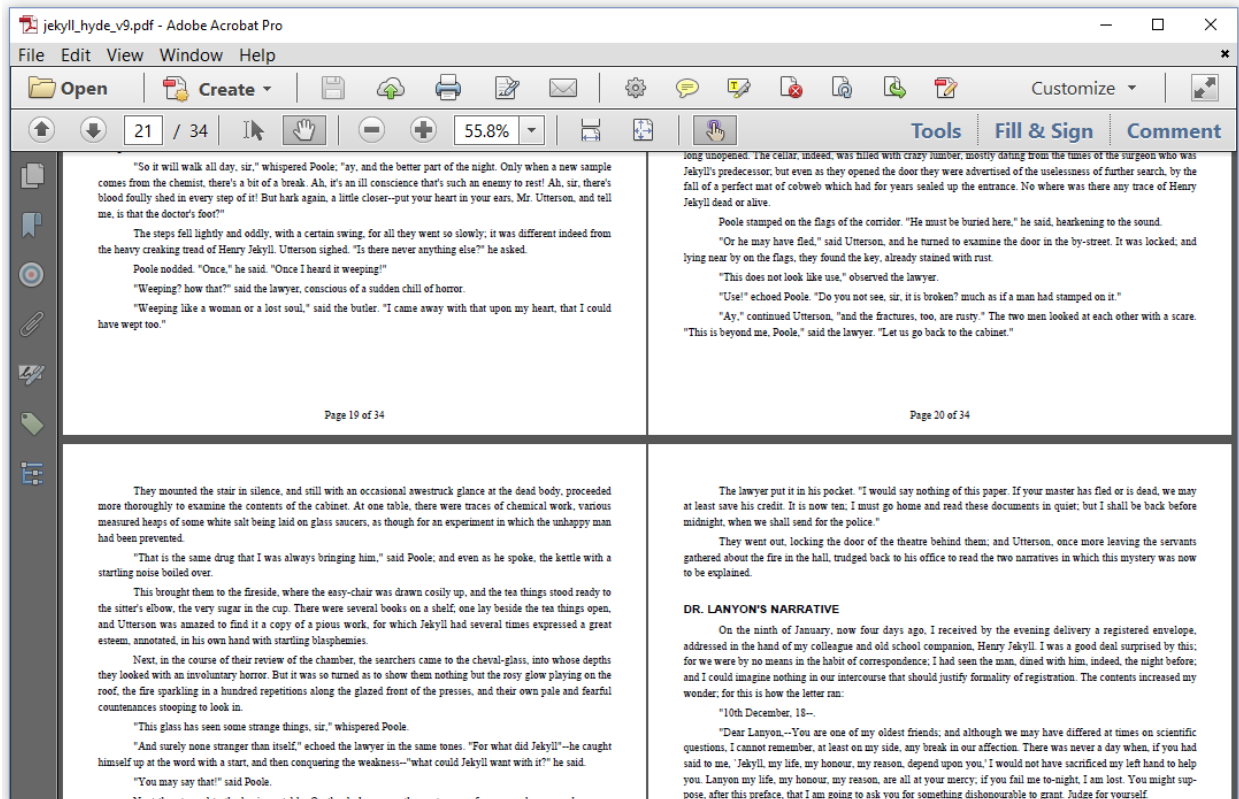 jekyll_hyde_v9.pdf - Adobe Acrobat Pro
File Edit View Window Help
Open Create Customize
21 / 34 55.8% Tools Fill & Sign Comment
"So it will walk all day, sir," whispered Poole; "ay, and the better part of the night. Only when a new sample
comes from the chemist, there's a bit of a break. Ah, it's an ill conscience that's such an enemy to rest! Ah, sir, there's
blood foully shed in every step of it! But hark again, a little closer--put your heart in your ears, Mr. Utterson, and tell
me, is that the doctor's foot?"
The steps fell lightly and oddly, with a certain swing, for all they went so slowly; it was different indeed from
the heavy creaking tread of Henry Jekyll. Utterson sighed. "Is there never anything else?" he asked.
Poole nodded. "Once," he said. "Once I heard it weeping!"
"Weeping? how that?" said the lawyer, conscious of a sudden chill of horror.
"Weeping like a woman or a lost soul," said the butler. "I came away with that upon my heart, that I could
have wept too."
Page 19 of 34
long unopened. The cellar, indeed, was filled with crazy lumber, mostly dating from the times of the surgeon who was
Jekyll's predecessor; but even as they opened the door they were advertised of the uselessness of further search, by the
fall of a perfect mat of cobweb which had for years sealed up the entrance. No where was there any trace of Henry
Jekyll dead or alive.
Poole stamped on the flags of the corridor. "He must be buried here," he said, hearkening to the sound.
"Or he may have fled," said Utterson, and he turned to examine the door in the by-street. It was locked; and
lying near by on the flags, they found the key, already stained with rust.
"This does not look like use," observed the lawyer.
"Use!" echoed Poole. "Do you not see, sir, it is broken? much as if a man had stamped on it."
"Ay," continued Utterson, "and the fractures, too, are rusty." The two men looked at each other with a scare.
"This is beyond me, Poole," said the lawyer. "Let us go back to the cabinet."
Page 20 of 34
They mounted the stair in silence, and still with an occasional awestruck glance at the dead body, proceeded
more thoroughly to examine the contents of the cabinet. At one table, there were traces of chemical work, various
measured heaps of some white salt being laid on glass saucers, as though for an experiment in which the unhappy man
had been prevented.
"That is the same drug that I was always bringing him," said Poole; and even as he spoke, the kettle with a
startling noise boiled over.
This brought them to the fireside, where the easy-chair was drawn cosily up, and the tea things stood ready to
the sitter's elbow, the very sugar in the cup. There were several books on a shelf; one lay beside the tea things open,
and Utterson was amazed to find it a copy of a pious work, for which Jekyll had several times expressed a great
esteem, annotated, in his own hand with startling blasphemies.
Next, in the course of their review of the chamber, the searchers came to the cheval-glass, into whose depths
they looked with an involuntary horror. But it was so turned as to show them nothing but the rosy glow playing on the
roof, the fire sparkling in a hundred repetitions along the glazed front of the presses, and their own pale and fearful
countenances stooping to look in.
"This glass has seen some strange things, sir," whispered Poole.
"And surely none stranger than itself," echoed the lawyer in the same tones. "For what did Jekyll"--he caught
himself up at the word with a start, and then conquering the weakness--"what could Jekyll want with it?" he said.
"You may say that!" said Poole.
The lawyer put it in his pocket. "I would say nothing of this paper. If your master has fled or is dead, we may
at least save his credit. It is now ten; I must go home and read these documents in quiet; but I shall be back before
midnight, when we shall send for the police."
They went out, locking the door of the theatre behind them; and Utterson, once more leaving the servants
gathered about the fire in the hall, trudged back to his office to read the two narratives in which this mystery was now
to be explained.
DR. LANYON'S NARRATIVE
On the ninth of January, now four days ago, I received by the evening delivery a registered envelope,
addressed in the hand of my colleague and old school companion, Henry Jekyll. I was a good deal surprised by this;
for we were by no means in the habit of correspondence; I had seen the man, dined with him, indeed, the night before;
and I could imagine nothing in our intercourse that should justify formality of registration. The contents increased my
wonder; for this is how the letter ran:
"10th December, 18--.
"Dear Lanyon,--You are one of my oldest friends; and although we may have differed at times on scientific
questions, I cannot remember, at least on my side, any break in our affection. There was never a day when, if you had
said to me, `Jekyll, my life, my honour, my reason, depend upon you,' I would not have sacrificed my left hand to help
you. Lanyon my life, my honour, my reason, are all at your mercy; if you fail me to-night, I am lost. You might sup-
pose, after this preface, that I am going to ask you for something dishonourable to grant. Judge for yourself.